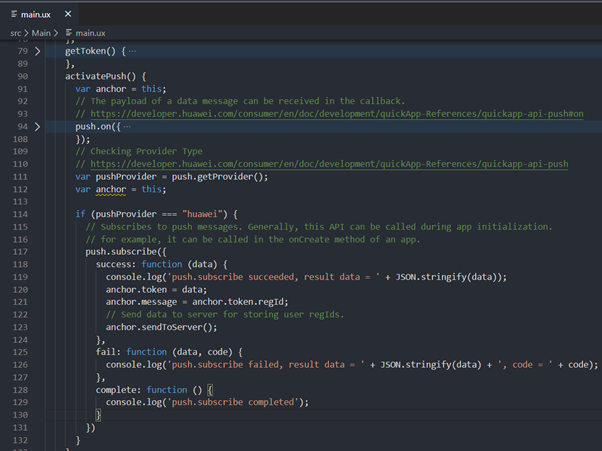 main.ux
src > Main > main.ux
79 getToken() { ...
89 },
90 activatePush() {
91 var anchor = this;
92 // The payload of a data message can be received in the callback.
93 // https://developer.huawei.com/consumer/en/doc/development/quickApp-References/quickapp-api-push#on
94 push.on({ ...
108 });
109 // Checking Provider Type
110 // https://developer.huawei.com/consumer/en/doc/development/quickApp-References/quickapp-api-push
111 var pushProvider = push.getProvider();
112 var anchor = this;
113
114 if (pushProvider === "huawei") {
115 // Subscribes to push messages. Generally, this API can be called during app initialization.
116 // for example, it can be called in the onCreate method of an app.
117 push.subscribe({
118 success: function (data) {
119 console.log('push.subscribe succeeded, result data = ' + JSON.stringify(data));
120 anchor.token = data;
121 anchor.message = anchor.token.regId;
122 // Send data to server for storing user regIds.
123 anchor.sendToServer();
124 },
125 fail: function (data, code) {
126 console.log('push.subscribe failed, result data = ' + JSON.stringify(data) + ', code = ' + code);
127 },
128 complete: function () {
129 console.log('push.subscribe completed');
130 }
131 })
132 }